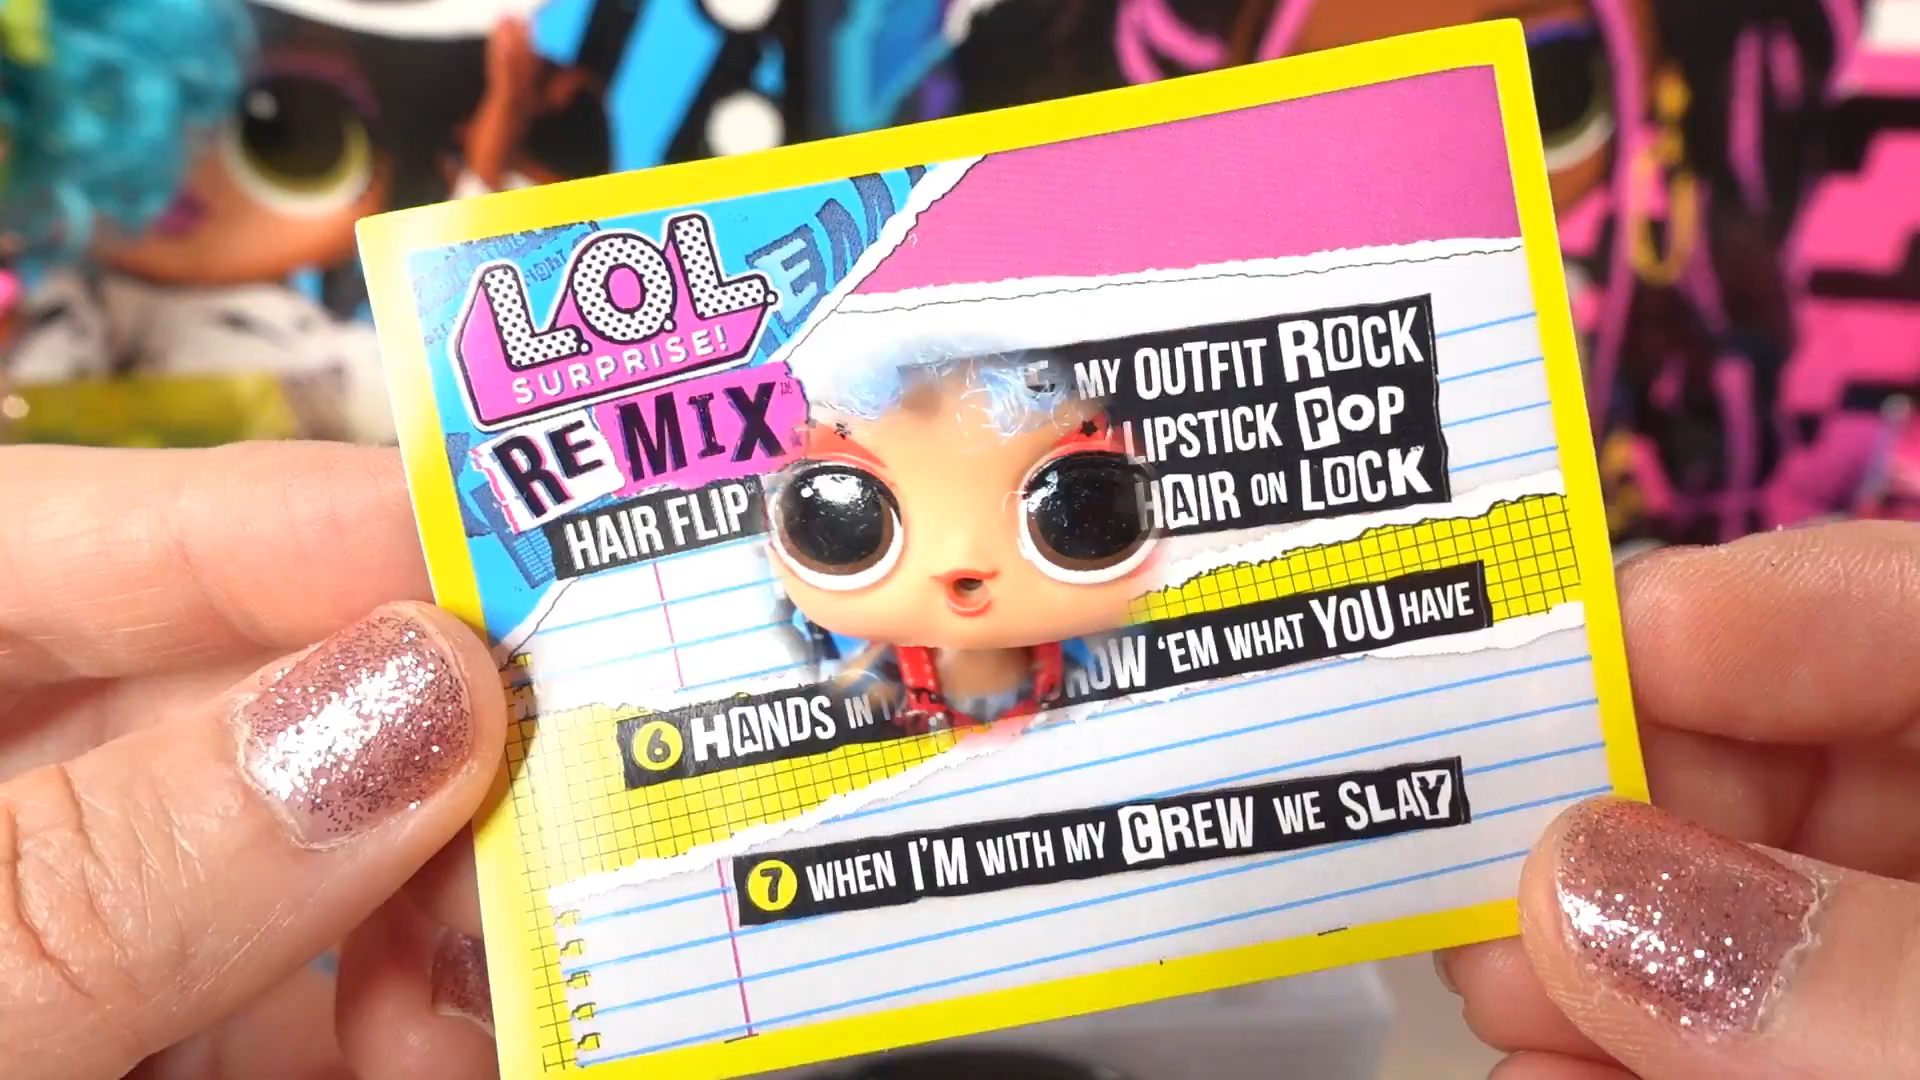 L.O.L.
SURPRISE!
REMIX™
HAIR FLIP
MY OUTFIT ROCK
LIPSTICK POP
HAIR ON LOCK
6 HANDS IN 'EM WHAT YOU HAVE
7 WHEN I'M WITH MY CREW WE SLAY